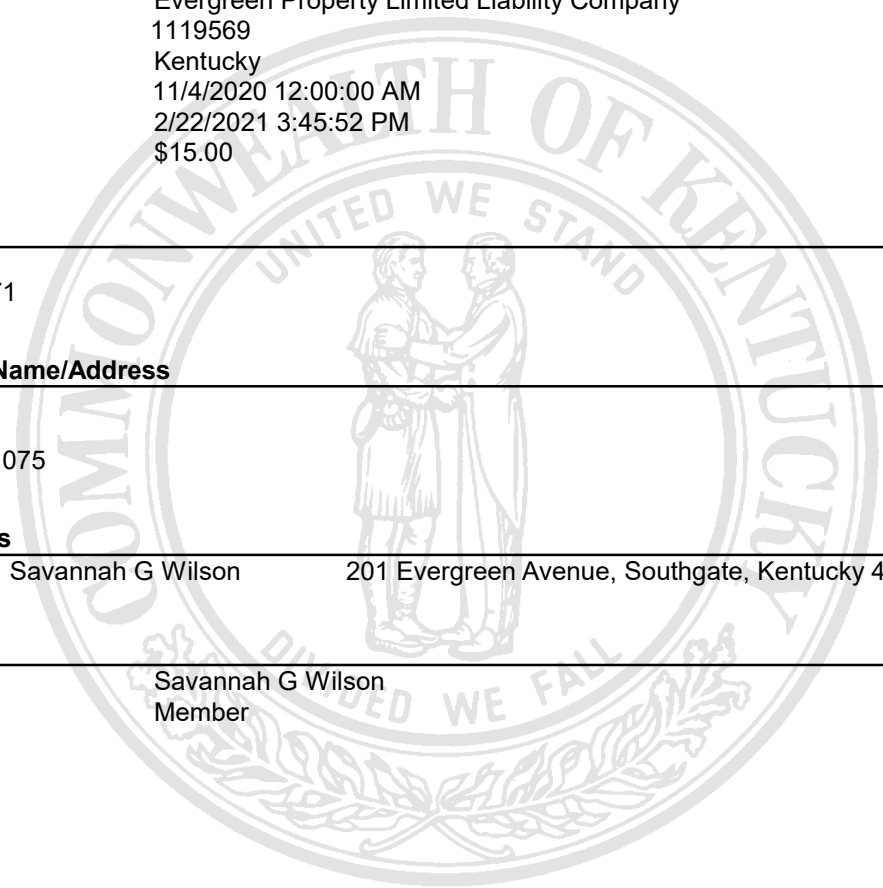 Evergreen Property Limited Liability Company
1119569
Kentucky
11/4/2020 12:00:00 AM
2/22/2021 3:45:52 PM
$15.00
COMMONWEALTH OF KENTUCKY
UNITED WE STAND
71
Name/Address
075
s
Savannah G Wilson 201 Evergreen Avenue, Southgate, Kentucky 4
Savannah G Wilson
Member
DIVIDED WE FALL